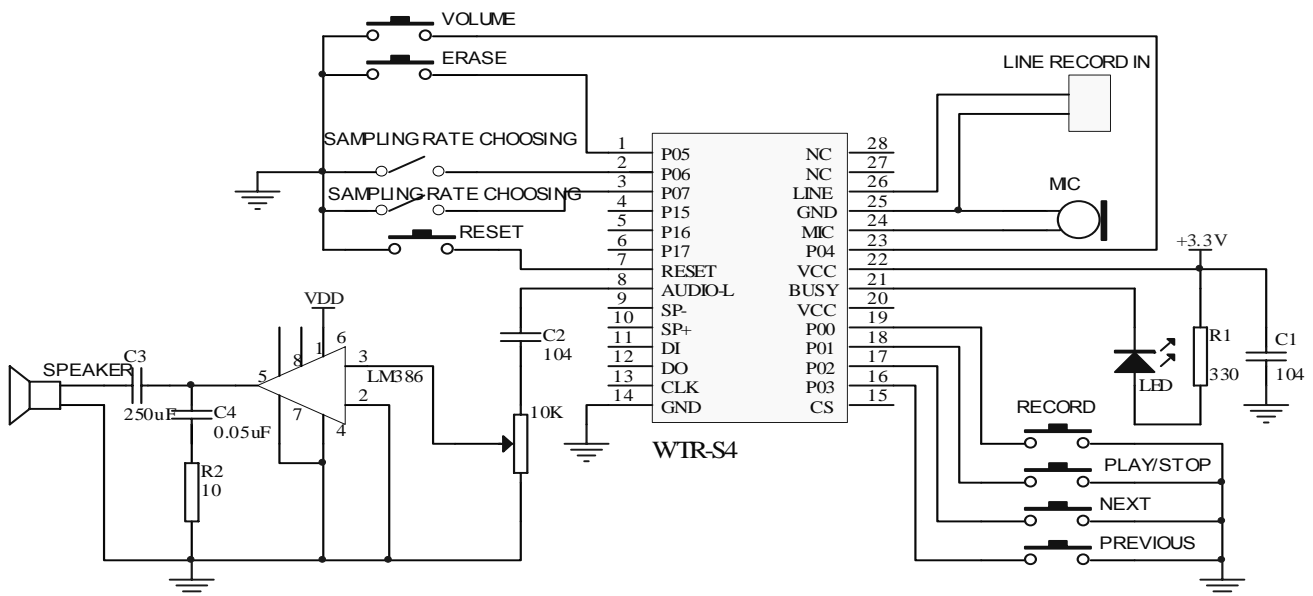 VOLUME
ERASE
LINE RECORD IN
SAMPLING RATE CHOOSING
SAMPLING RATE CHOOSING
RESET
MIC
+3.3V
1 P05 NC 28
2 P06 NC 27
3 P07 LINE 26
4 P15 GND 25
5 P16 MIC 24
6 P17 P04 23
7 RESET VCC 22
8 AUDIO-L BUSY 21
9 SP- VCC 20
10 SP+ P00 19
11 DI P01 18
12 DO P02 17
13 CLK P03 16
14 GND CS 15
WTR-S4
VDD
6
1
8
3
5
2
7
4
LM386
C2
104
10K
SPEAKER
C3
250uF
C4
0.05uF
R2
10
LED
R1
330
C1
104
RECORD
PLAY/STOP
NEXT
PREVIOUS